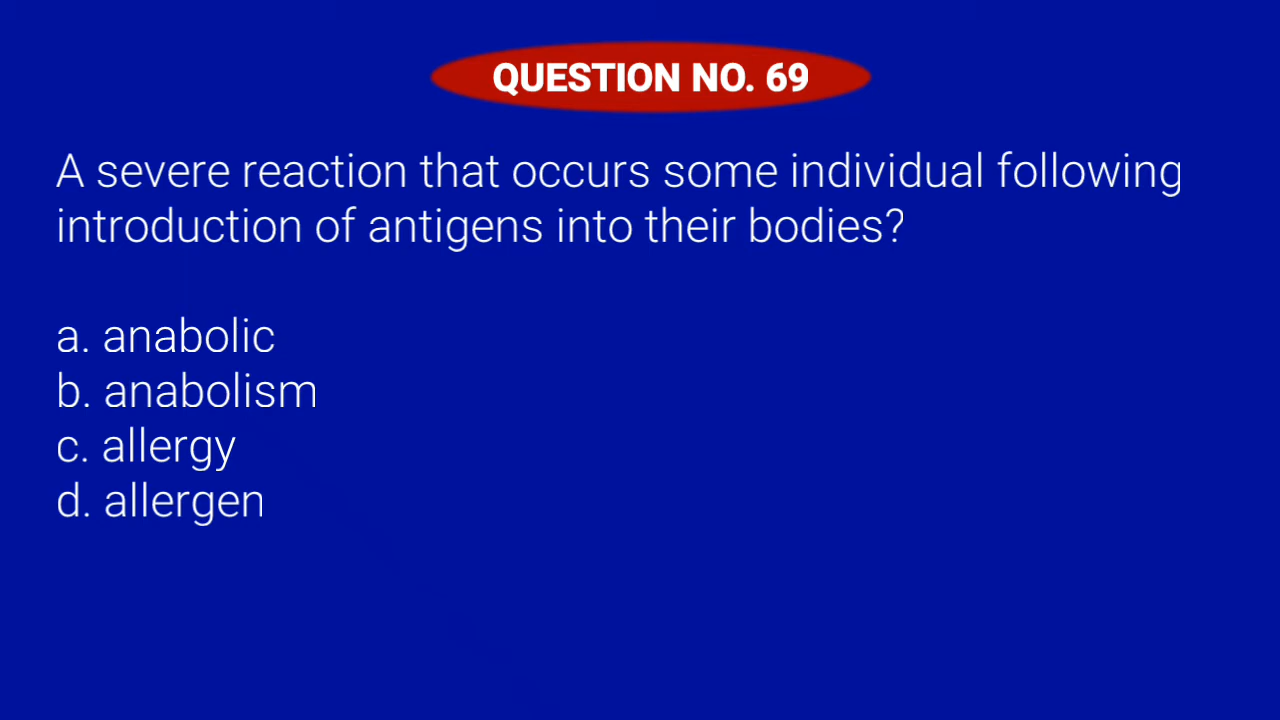 QUESTION NO. 69
A severe reaction that occurs some individual following
introduction of antigens into their bodies?
a. anabolic
b. anabolism
c. allergy
d. allergen